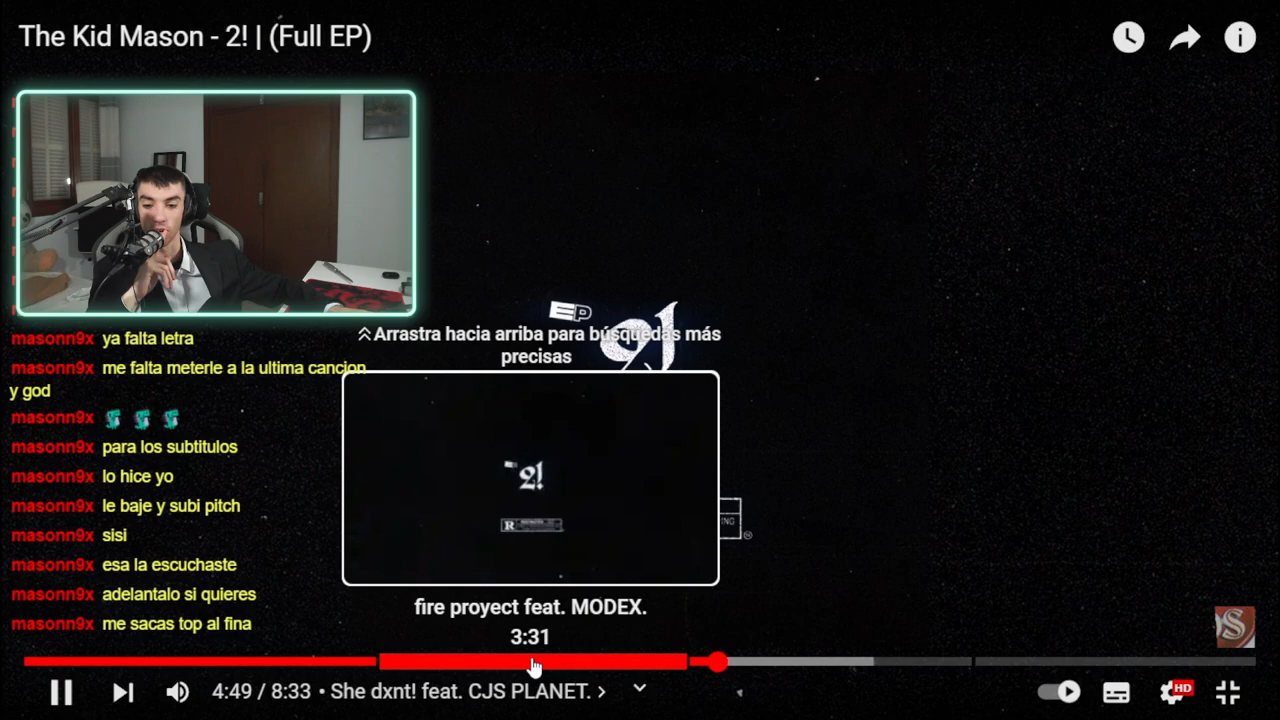 The Kid Mason - 2! | (Full EP)
masonn9x ya falta letra
masonn9x me falta meterle a la ultima cancion
y god
masonn9x
masonn9x para los subtitulos
masonn9x lo hice yo
masonn9x le baje y subi pitch
masonn9x sisi
masonn9x esa la escuchaste
masonn9x adelantalo si quieres
masonn9x me sacas top al fina
EP
2!
Arrastra hacia arriba para búsquedas más
precisas
2!
R
ING
fire proyect feat. MODEX.
3:31
4:49 / 8:33 • She dxnt! feat. CJS PLANET. >
HD